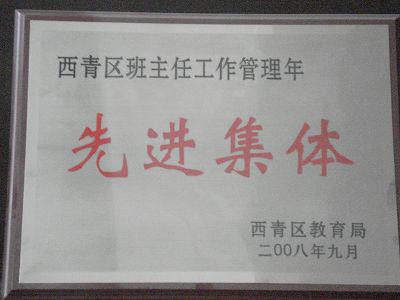 西青区班主任工作管理年
先进集体
西青区教育局
二00八年九月